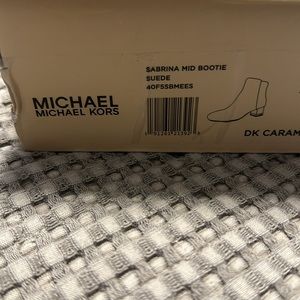 SABRINA MID BOOTIE
SUEDE
40F5SBMEES
MICHAEL
MICHAEL KORS
DK CARAM